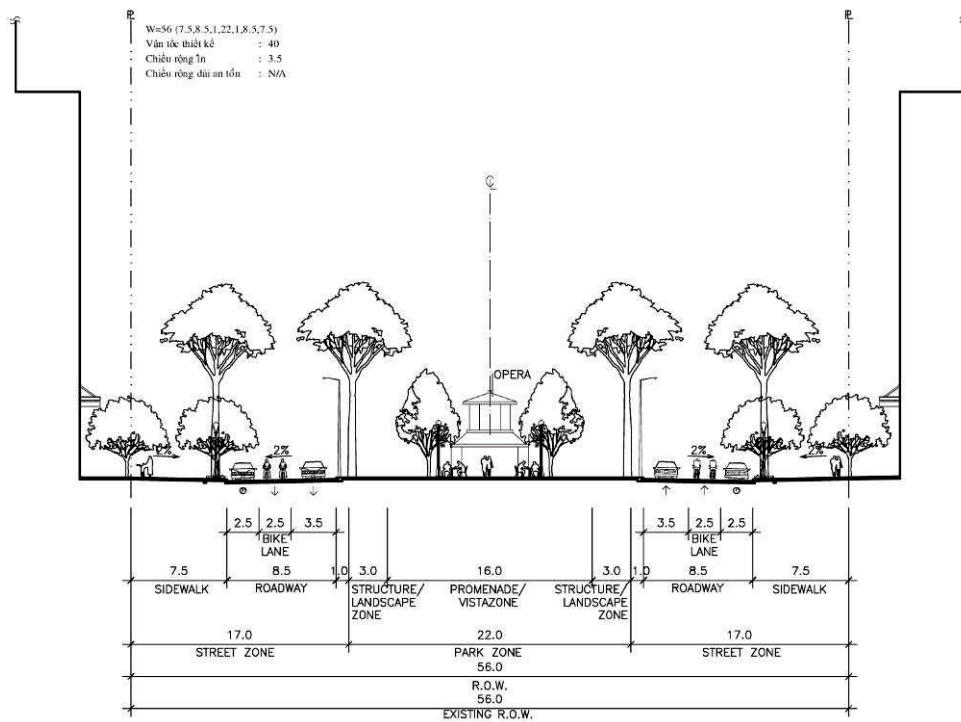 W=56 (7.5,8.5,1,22,1,8.5,7.5)
Vận tốc thiết kế : 40
Chiều rộng làn : 3.5
Chiều rộng dải an toàn : N/A
OPERA
2% 2% 2% 2%
P P
2.5 2.5 3.5 3.5 2.5 2.5
BIKE LANE BIKE LANE
7.5 8.5 1.0 3.0 16.0 3.0 1.0 8.5 7.5
SIDEWALK ROADWAY STRUCTURE/ LANDSCAPE ZONE PROMENADE/ VISTAZONE STRUCTURE/ LANDSCAPE ZONE ROADWAY SIDEWALK
17.0 22.0 17.0
STREET ZONE PARK ZONE STREET ZONE
56.0
R.O.W.
56.0
EXISTING R.O.W.